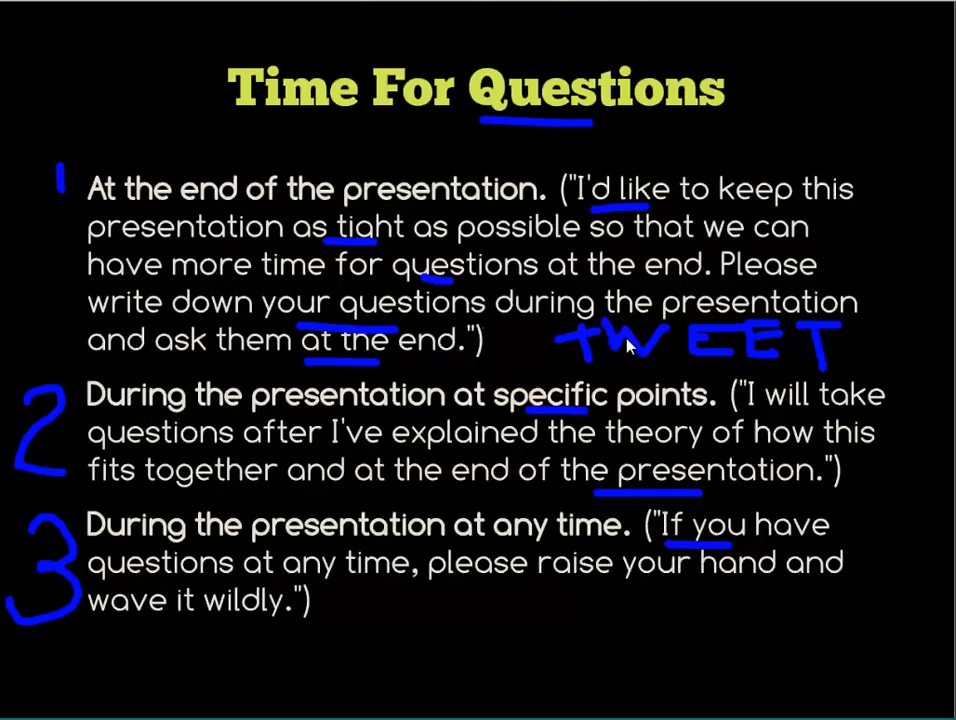 Time For Questions
1 At the end of the presentation. ("I'd like to keep this
presentation as tight as possible so that we can
have more time for questions at the end. Please
write down your questions during the presentation
and ask them at the end.") TWEET
2 During the presentation at specific points. ("I will take
questions after I've explained the theory of how this
fits together and at the end of the presentation.")
3 During the presentation at any time. ("If you have
questions at any time, please raise your hand and
wave it wildly.")